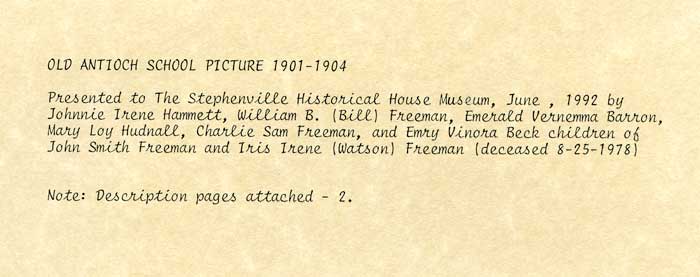 OLD ANTIOCH SCHOOL PICTURE 1901-1904
Presented to The Stephenville Historical House Museum, June , 1992 by
Johnnie Irene Hammett, William B. (Bill) Freeman, Emerald Vernemma Barron,
Mary Loy Hudnall, Charlie Sam Freeman, and Emry Vinora Beck children of
John Smith Freeman and Iris Irene (Watson) Freeman (deceased 8-25-1978)
Note: Description pages attached - 2.